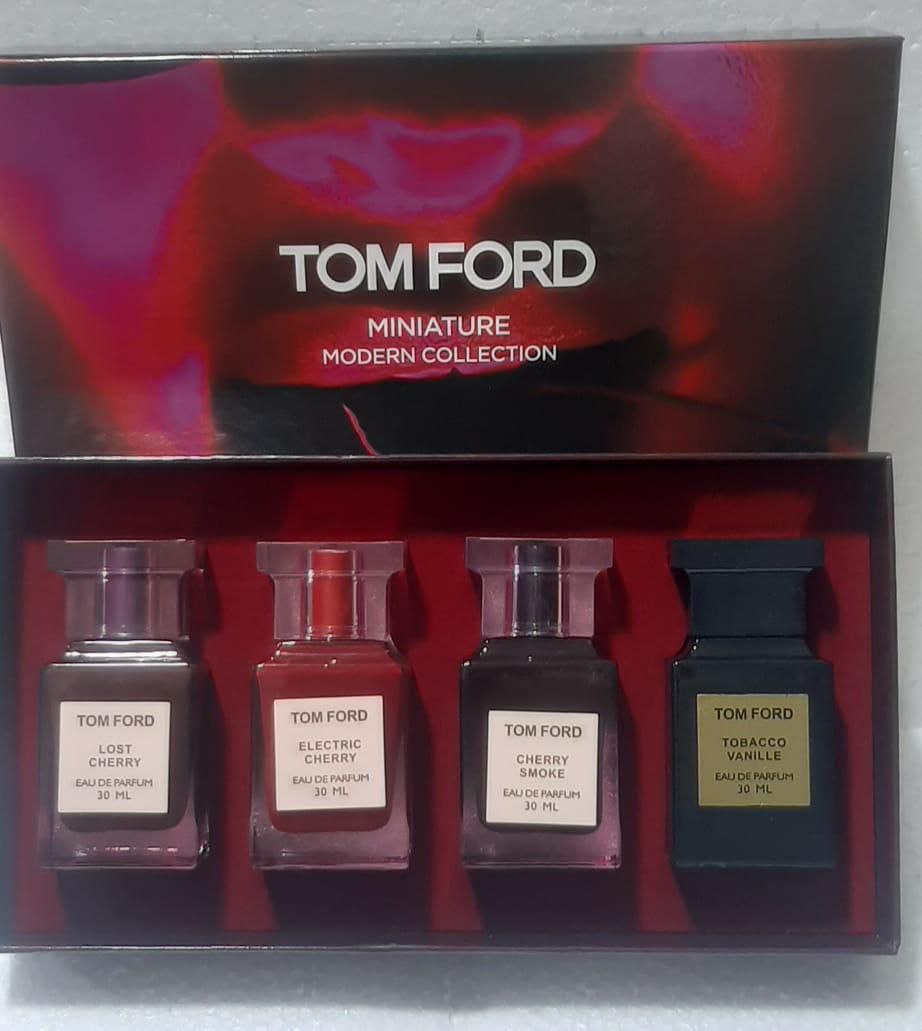 TOM FORD
MINIATURE
MODERN COLLECTION
TOM FORD
LOST
CHERRY
EAU DE PARFUM
30 ML
TOM FORD
ELECTRIC
CHERRY
EAU DE PARFUM
30 ML
TOM FORD
CHERRY
SMOKE
EAU DE PARFUM
30 ML
TOM FORD
TOBACCO
VANILLE
EAU DE PARFUM
30 ML